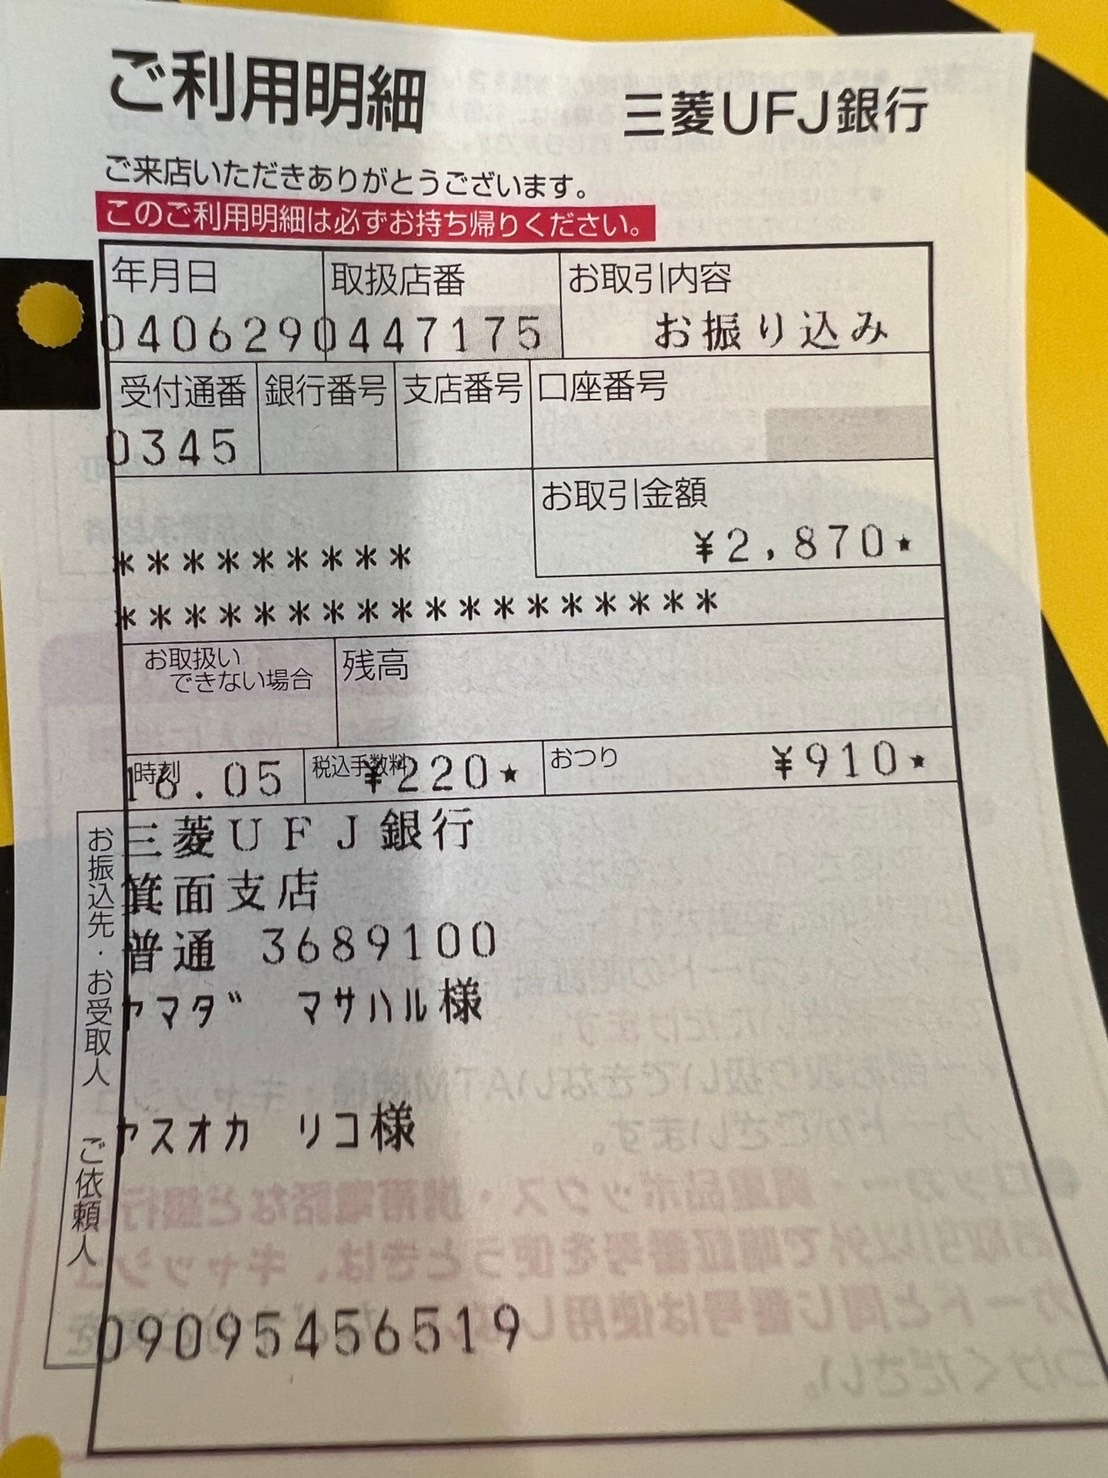 ご利用明細
三菱UFJ銀行
ご来店いただきありがとうございます。
このご利用明細は必ずお持ち帰りください。
年月日 取扱店番 お取引内容
040629 0447175 お振り込み
受付通番 銀行番号 支店番号 口座番号
0345
お取引金額
¥2,870★
*********
******************
お取扱いできない場合 残高
時刻 税込手数料 おつり
16.05 ¥220★ ¥910★
お振込先・お受取人
三菱UFJ銀行
箕面支店
普通 3689100
ヤマダ マサハル様
ご依頼人
ヤスオカ リコ様
09095456519